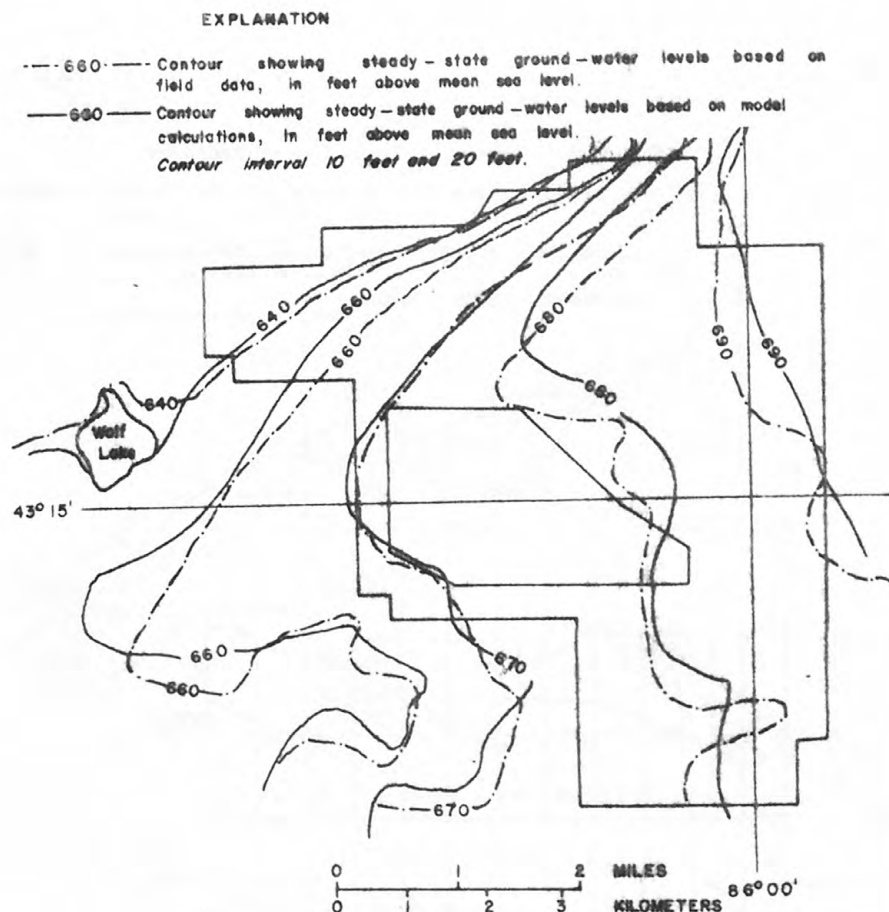 EXPLANATION
660 Contour showing steady-state ground-water levels based on
field data, in feet above mean sea level.
660 Contour showing steady-state ground-water levels based on model
calculations, in feet above mean sea level.
Contour interval 10 feet and 20 feet.
640
660
660
680
690
690
680
640
Wolf
Lake
43° 15'
660
660
670
670
0 1 2 MILES
0 1 2 3 KILOMETERS
86° 00'